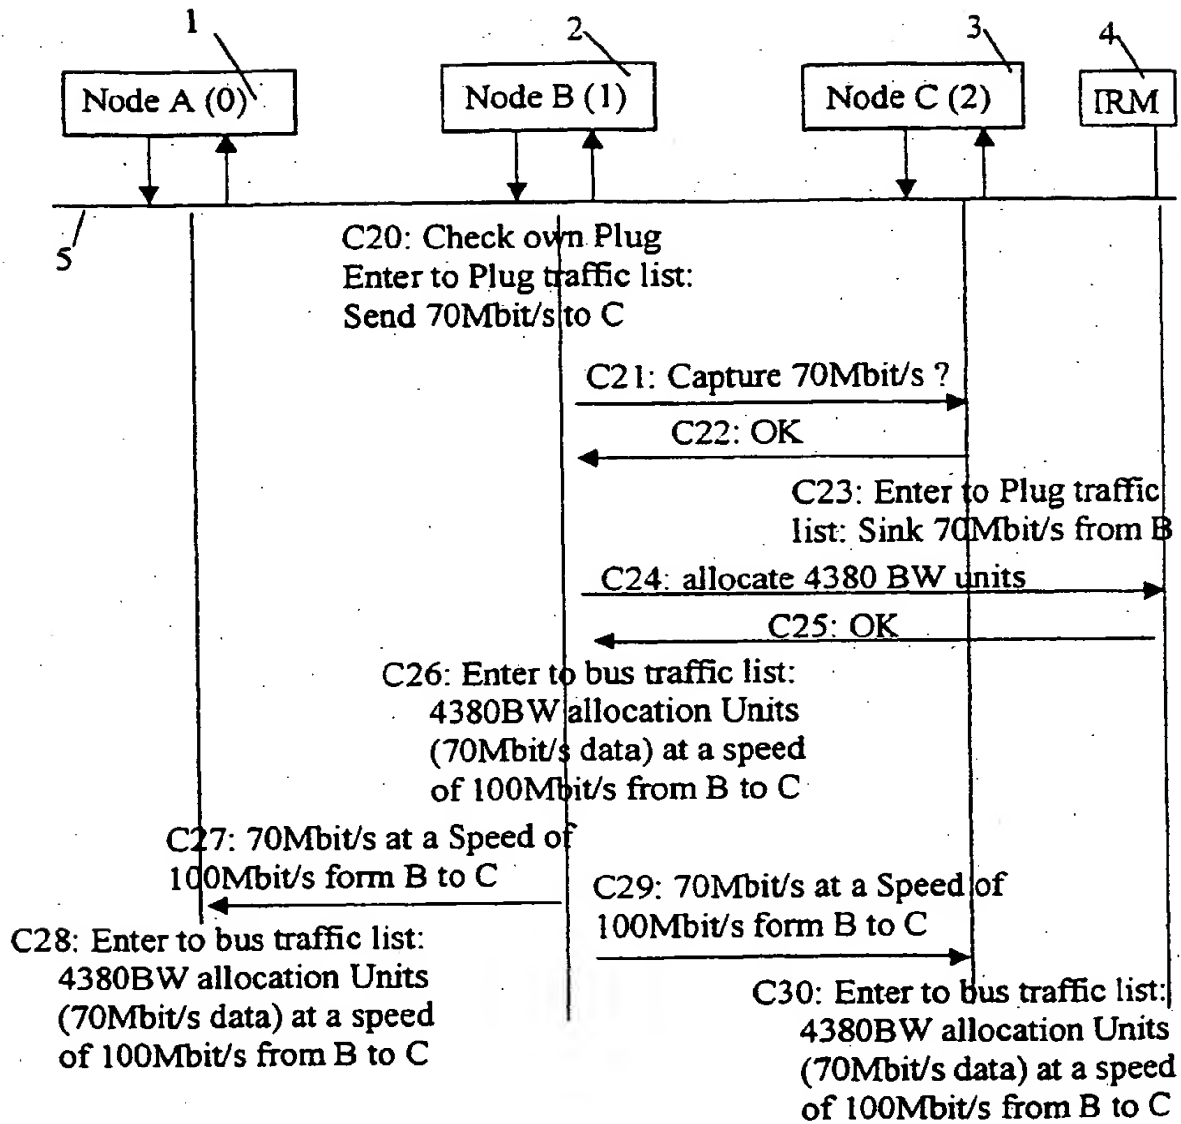 1
2
3
4
Node A (0)
Node B (1)
Node C (2)
IRM
5
C20: Check own Plug
Enter to Plug traffic list:
Send 70Mbit/s to C
C21: Capture 70Mbit/s ?
C22: OK
C23: Enter to Plug traffic
list: Sink 70Mbit/s from B
C24: allocate 4380 BW units
C25: OK
C26: Enter to bus traffic list:
4380BW allocation Units
(70Mbit/s data) at a speed
of 100Mbit/s from B to C
C27: 70Mbit/s at a Speed of
100Mbit/s form B to C
C29: 70Mbit/s at a Speed of
100Mbit/s form B to C
C28: Enter to bus traffic list:
4380BW allocation Units
(70Mbit/s data) at a speed
of 100Mbit/s from B to C
C30: Enter to bus traffic list:
4380BW allocation Units
(70Mbit/s data) at a speed
of 100Mbit/s from B to C